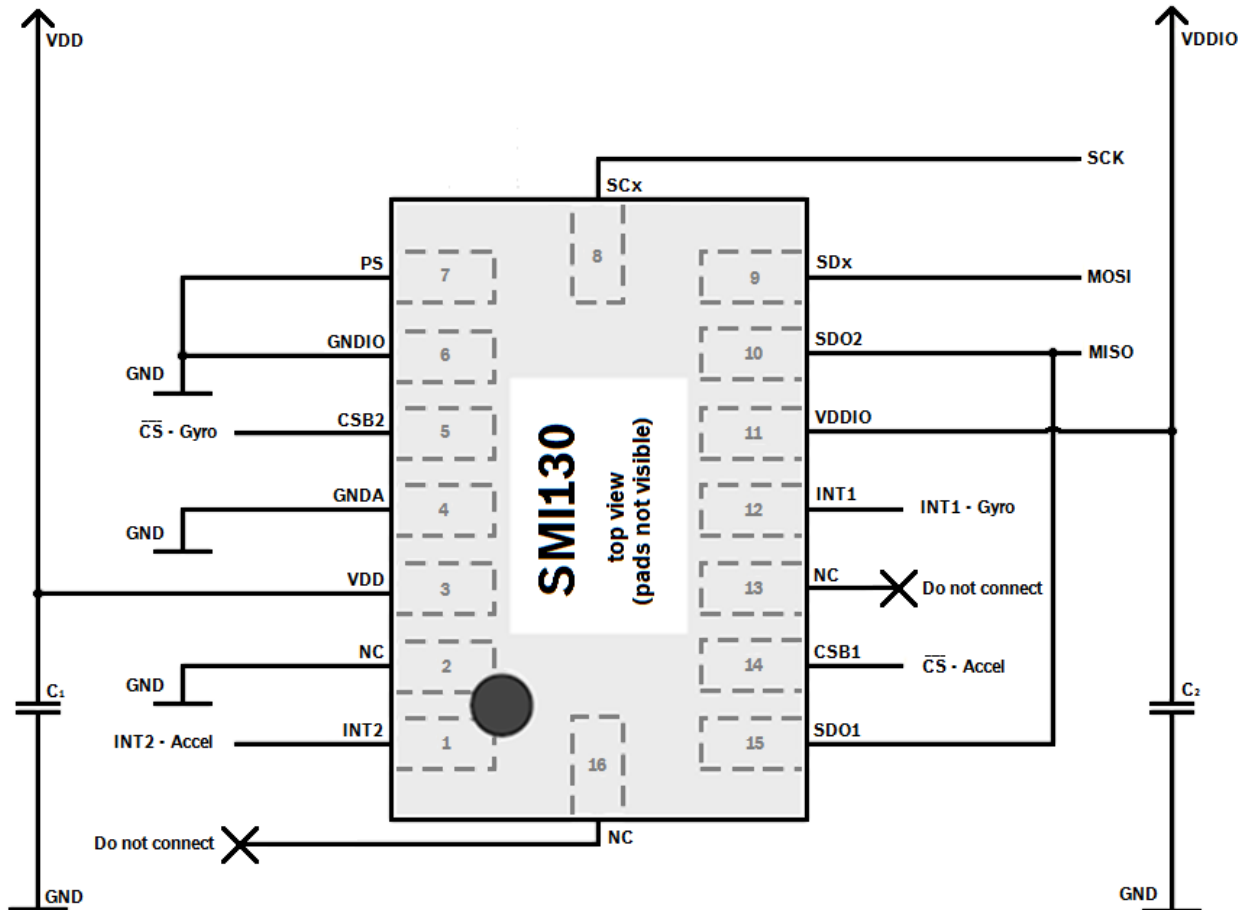 VDD
VDDIO
SCK
SCx
PS
7
8
9
SDx
MOSI
GNDIO
6
10
SDO2
MISO
GND
CS - Gyro
CSB2
5
11
VDDIO
GNDA
4
12
INT1
INT1 - Gyro
GND
SMI130
top view
(pads not visible)
VDD
3
13
NC
Do not connect
NC
2
14
CSB1
CS - Accel
GND
C₁
C₂
INT2 - Accel
INT2
1
15
SDO1
16
Do not connect
NC
GND
GND